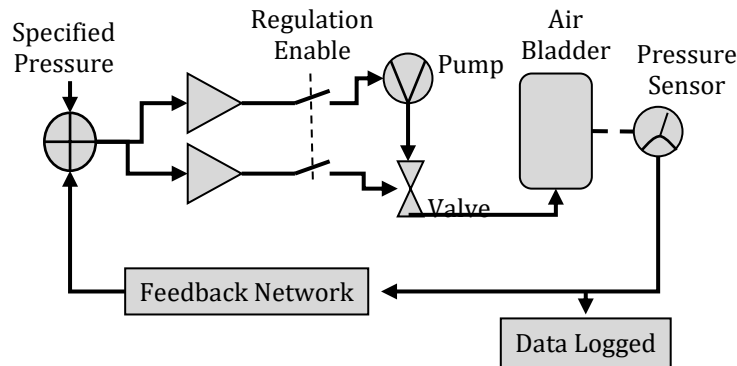 Specified
Pressure
Regulation
Enable
Pump
Air
Bladder
Pressure
Sensor
Valve
Feedback Network
Data Logged